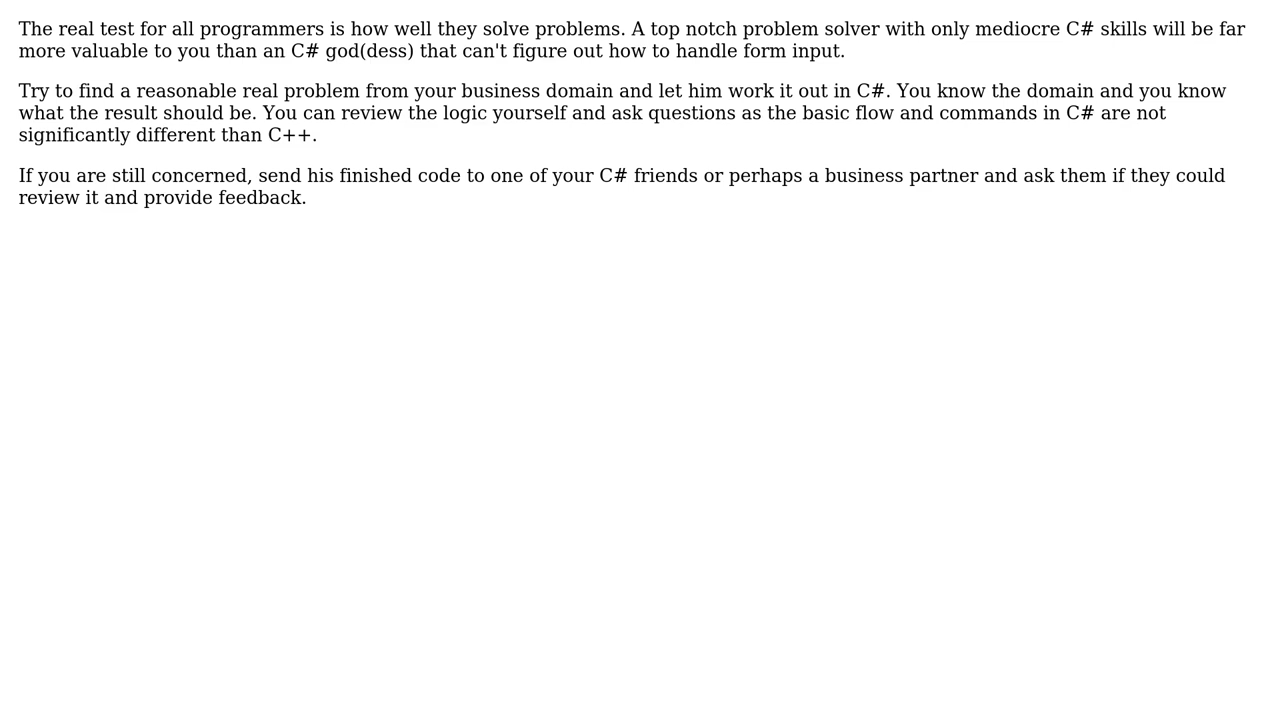 The real test for all programmers is how well they solve problems. A top notch problem solver with only mediocre C# skills will be far
more valuable to you than an C# god(dess) that can't figure out how to handle form input.
Try to find a reasonable real problem from your business domain and let him work it out in C#. You know the domain and you know
what the result should be. You can review the logic yourself and ask questions as the basic flow and commands in C# are not
significantly different than C++.
If you are still concerned, send his finished code to one of your C# friends or perhaps a business partner and ask them if they could
review it and provide feedback.